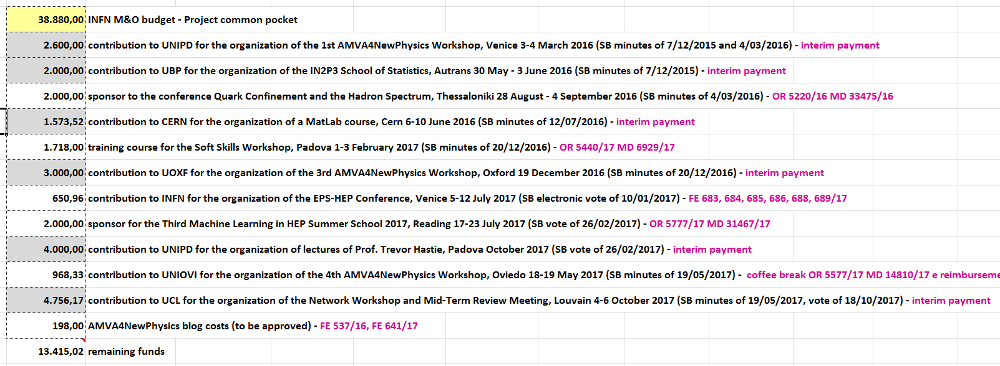 38.880,00 INFN M&O budget - Project common pocket
2.600,00 contribution to UNIPD for the organization of the 1st AMVA4NewPhysics Workshop, Venice 3-4 March 2016 (SB minutes of 7/12/2015 and 4/03/2016) - interim payment
2.000,00 contribution to UBP for the organization of the IN2P3 School of Statistics, Autrans 30 May - 3 June 2016 (SB minutes of 7/12/2015) - interim payment
2.000,00 sponsor to the conference Quark Confinement and the Hadron Spectrum, Thessaloniki 28 August - 4 September 2016 (SB minutes of 4/03/2016) - OR 5220/16 MD 33475/16
1.573,52 contribution to CERN for the organization of a MatLab course, Cern 6-10 June 2016 (SB minutes of 12/07/2016) - interim payment
1.718,00 training course for the Soft Skills Workshop, Padova 1-3 February 2017 (SB minutes of 20/12/2016) - OR 5440/17 MD 6929/17
3.000,00 contribution to UOXF for the organization of the 3rd AMVA4NewPhysics Workshop, Oxford 19 December 2016 (SB minutes of 20/12/2016) - interim payment
650,96 contribution to INFN for the organization of the EPS-HEP Conference, Venice 5-12 July 2017 (SB electronic vote of 10/01/2017) - FE 683, 684, 685, 686, 688, 689/17
2.000,00 sponsor for the Third Machine Learning in HEP Summer School 2017, Reading 17-23 July 2017 (SB vote of 26/02/2017) - OR 5777/17 MD 31467/17
4.000,00 contribution to UNIPD for the organization of lectures of Prof. Trevor Hastie, Padova October 2017 (SB vote of 26/02/2017) - interim payment
968,33 contribution to UNIOVI for the organization of the 4th AMVA4NewPhysics Workshop, Oviedo 18-19 May 2017 (SB minutes of 19/05/2017) - coffee break OR 5577/17 MD 14810/17 e reimburseme
4.756,17 contribution to UCL for the organization of the Network Workshop and Mid-Term Review Meeting, Louvain 4-6 October 2017 (SB minutes of 19/05/2017, vote of 18/10/2017) - interim payment
198,00 AMVA4NewPhysics blog costs (to be approved) - FE 537/16, FE 641/17
13.415,02 remaining funds